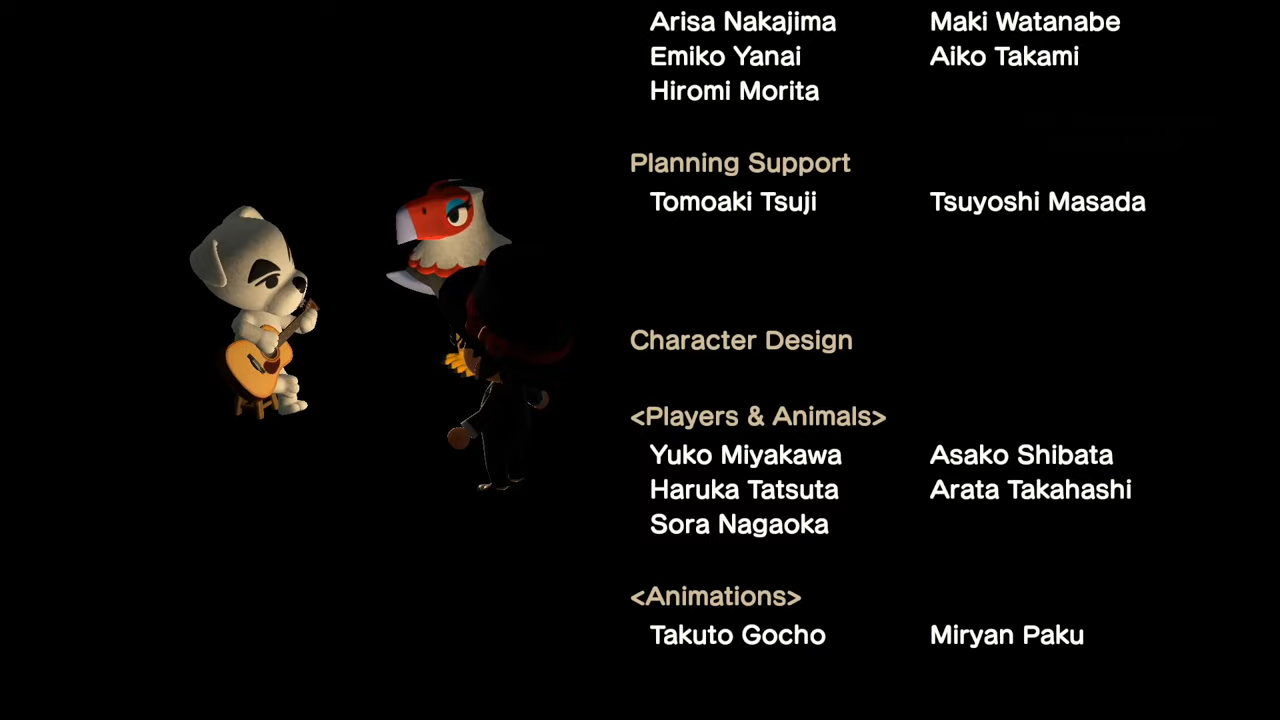 Arisa Nakajima Maki Watanabe
Emiko Yanai Aiko Takami
Hiromi Morita
Planning Support
Tomoaki Tsuji Tsuyoshi Masada
Character Design
<Players & Animals>
Yuko Miyakawa Asako Shibata
Haruka Tatsuta Arata Takahashi
Sora Nagaoka
<Animations>
Takuto Gocho Miryan Paku